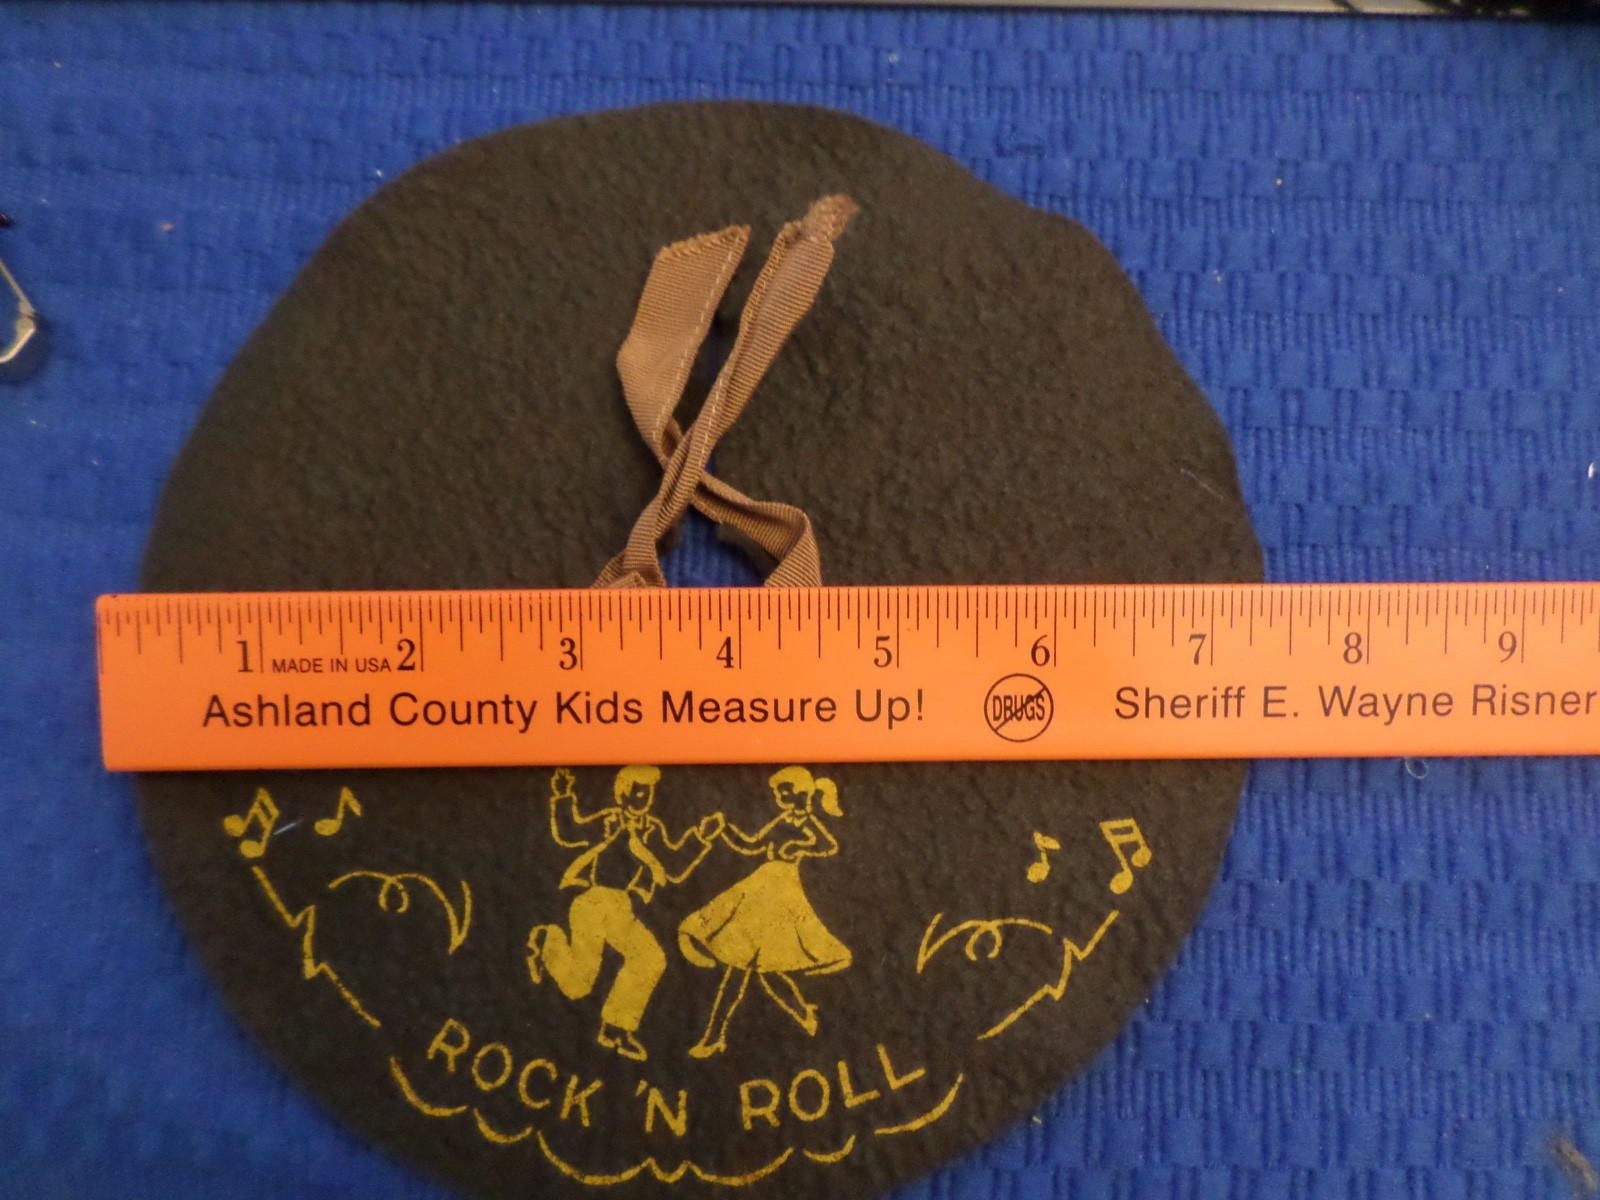 1 2 3 4 5 6 7 8 9
MADE IN USA
Ashland County Kids Measure Up! DRUGS Sheriff E. Wayne Risner
ROCK 'N ROLL